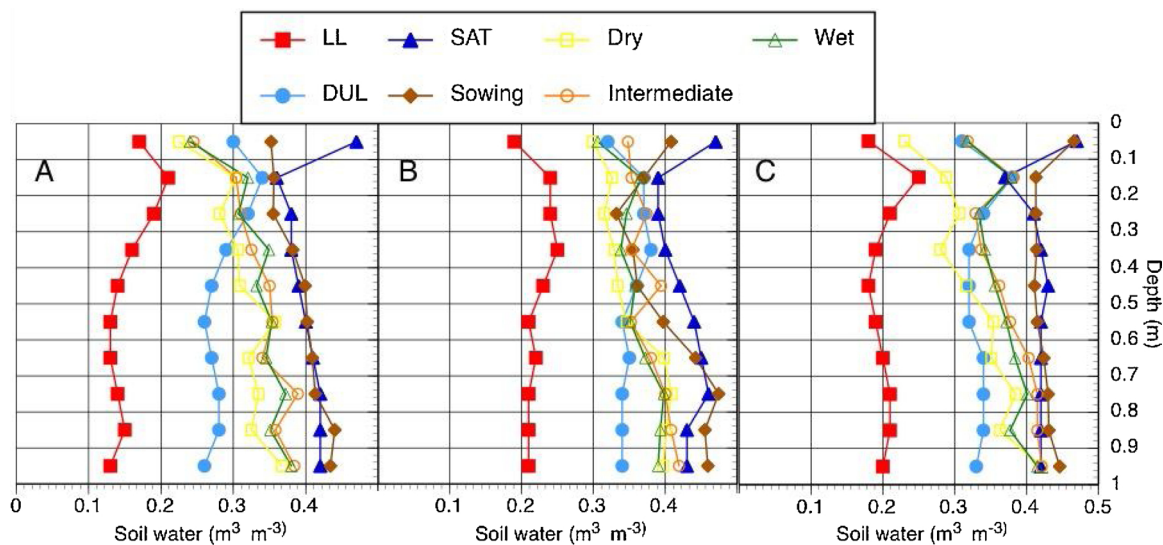 LL SAT Dry Wet
DUL Sowing Intermediate
A B C
0
0.1
0.2
0.3
0.4
0.5
0.6
0.7
0.8
0.9
1
Depth (m)
0 0.1 0.2 0.3 0.4 0.1 0.2 0.3 0.4 0.1 0.2 0.3 0.4 0.5
Soil water (m³ m⁻³) Soil water (m³ m⁻³) Soil water (m³ m⁻³)